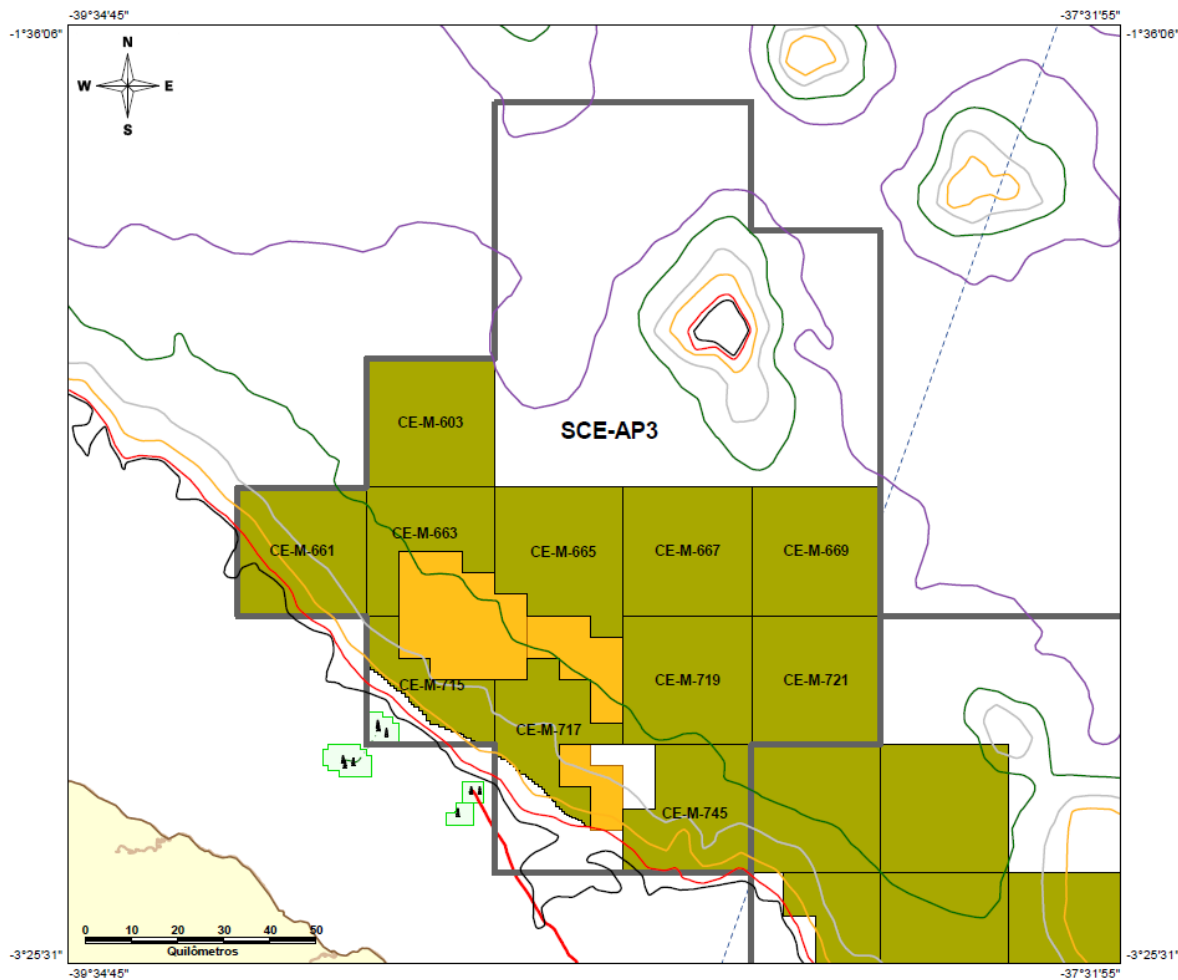 -39°34'45" -37°31'55"
-1°36'06" -1°36'06"
N
W E
S
CE-M-603
SCE-AP3
CE-M-661
CE-M-663
CE-M-665
CE-M-667
CE-M-669
CE-M-715
CE-M-717
CE-M-719
CE-M-721
CE-M-745
0 10 20 30 40 50
Quilômetros
-3°25'31" -3°25'31"
-39°34'45" -37°31'55"